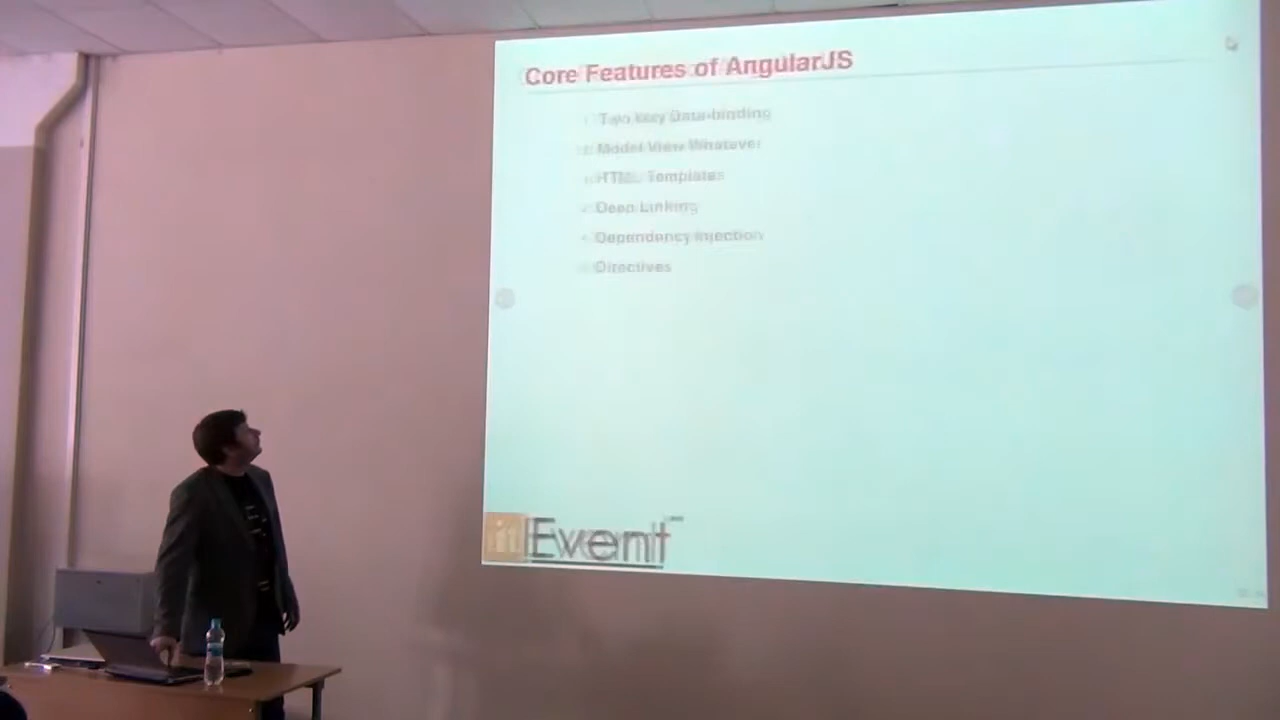 Core Features of AngularJS
Two Way Data-binding
Model View Whatever
HTML Templates
Deep Linking
Dependency Injection
Directives
it Event